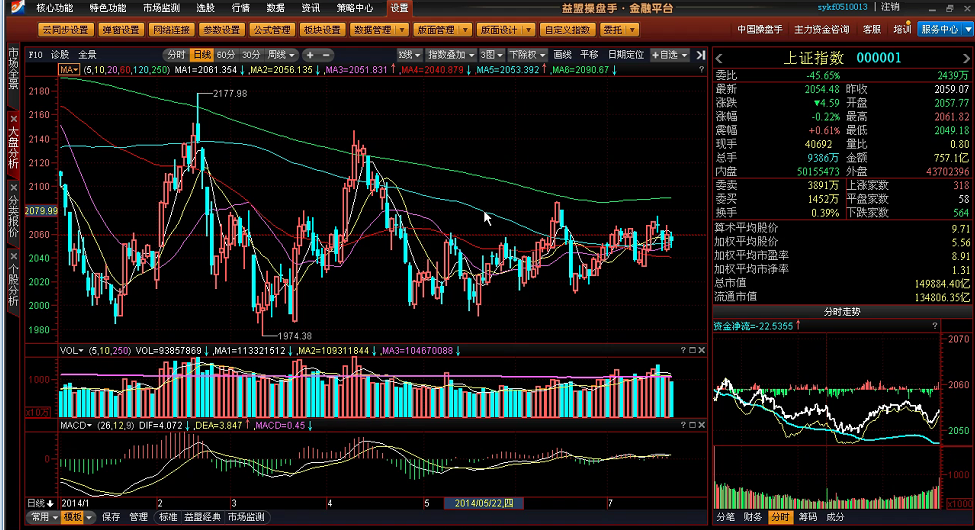 核心功能 特色功能 市场监测 选股 行情 数据 资讯 策略中心 设置 益盟操盘手·金融平台 sykf0510013 | 注销
云同步设置 弹窗设置 网络连接 参数设置 公式管理 板块设置 数据管理 版面管理 版面设计 自定义指数 委托 中国操盘手 主力资金咨询 客服 培训 服务中心
F10 诊股 全景 分时 日线 60分 30分 周线 + − K线 指数叠加 3图 下除权 画线 平移 日期定位 +自选
MA (5,10,20,60,120,250) MA1=2061.354↓,MA2=2056.135↓,MA3=2051.831↑,MA4=2040.879↓,MA5=2053.392↑,MA6=2090.67↓
市场全景
大盘分析
分类报价
个股分析
2180
2160
2140
2120
2100
2079.99
2060
2040
2020
2000
1980
2177.98
1974.38
VOL (5,10,250) VOL=93857869↓,MA1=113321512↓,MA2=109311844↓,MA3=104670088↓
1000
x10万
MACD (26,12,9) DIF=4.072↓,DEA=3.847↑,MACD=0.45↓
0
日线 2014/1 2 3 4 5 2014/05/22,四 7
常用 模板 保存 管理 标准 益盟经典 市场监测
上证指数 000001
委比 -45.65% 2439万
最新 2054.48 昨收 2059.07
涨跌 ▼4.59 开盘 2057.77
涨幅 -0.22% 最高 2061.82
震幅 +0.61% 最低 2049.18
现手 40692 量比 0.80
总手 9386万 金额 757.1亿
内盘 50155473 外盘 43702396
委卖 3891万 上涨家数 318
委买 1452万 平盘家数 58
换手 0.39% 下跌家数 564
算术平均股价 9.71
加权平均股价 5.56
加权平均市盈率 8.91
加权平均市净率 1.31
总市值 149884.40亿
流通市值 134806.35亿
分时走势
资金净流=-22.5355↑ ?
2070
2060
2050
1000
x100
分笔 财务 分时 筹码 成分